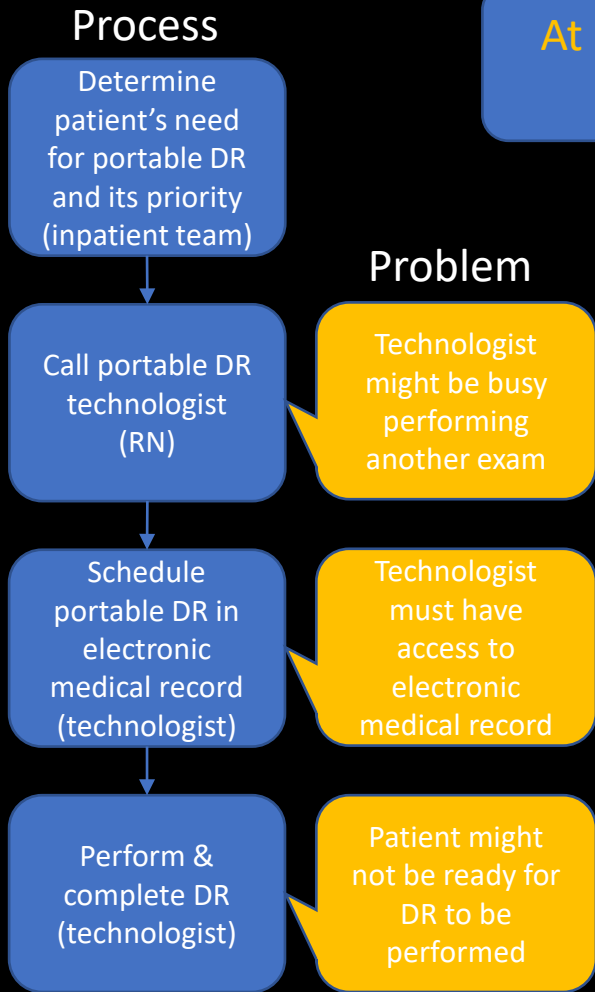 Process
At
Determine
patient’s need
for portable DR
and its priority
(inpatient team)
Problem
Call portable DR
technologist
(RN)
Technologist
might be busy
performing
another exam
Schedule
portable DR in
electronic
medical record
(technologist)
Technologist
must have
access to
electronic
medical record
Perform &
complete DR
(technologist)
Patient might
not be ready for
DR to be
performed